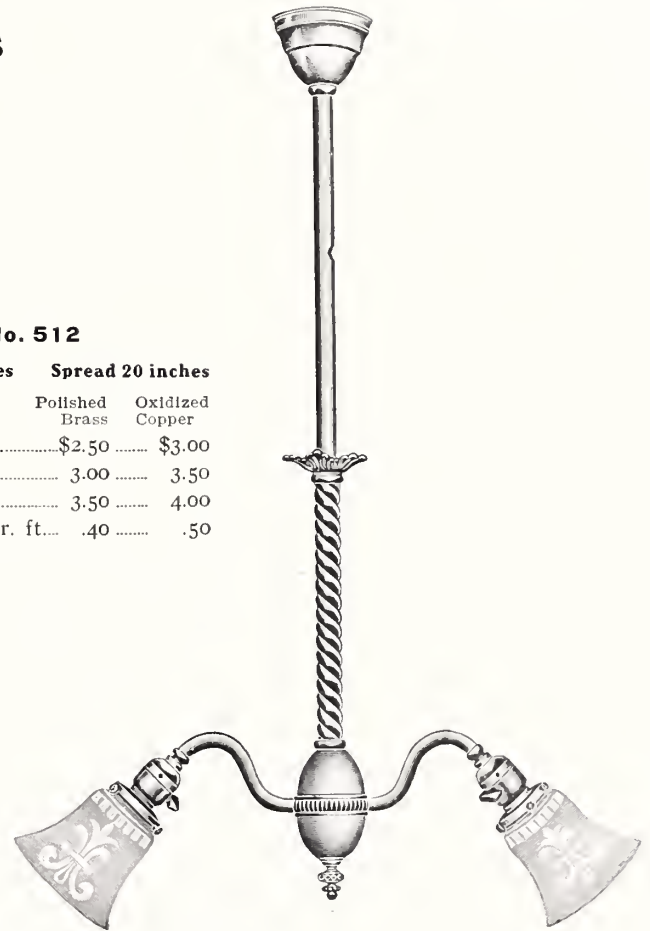 512
Spread 20 inches
Polished Oxidized
Brass Copper
$2.50 $3.00
3.00 3.50
3.50 4.00
ft. .40 .50